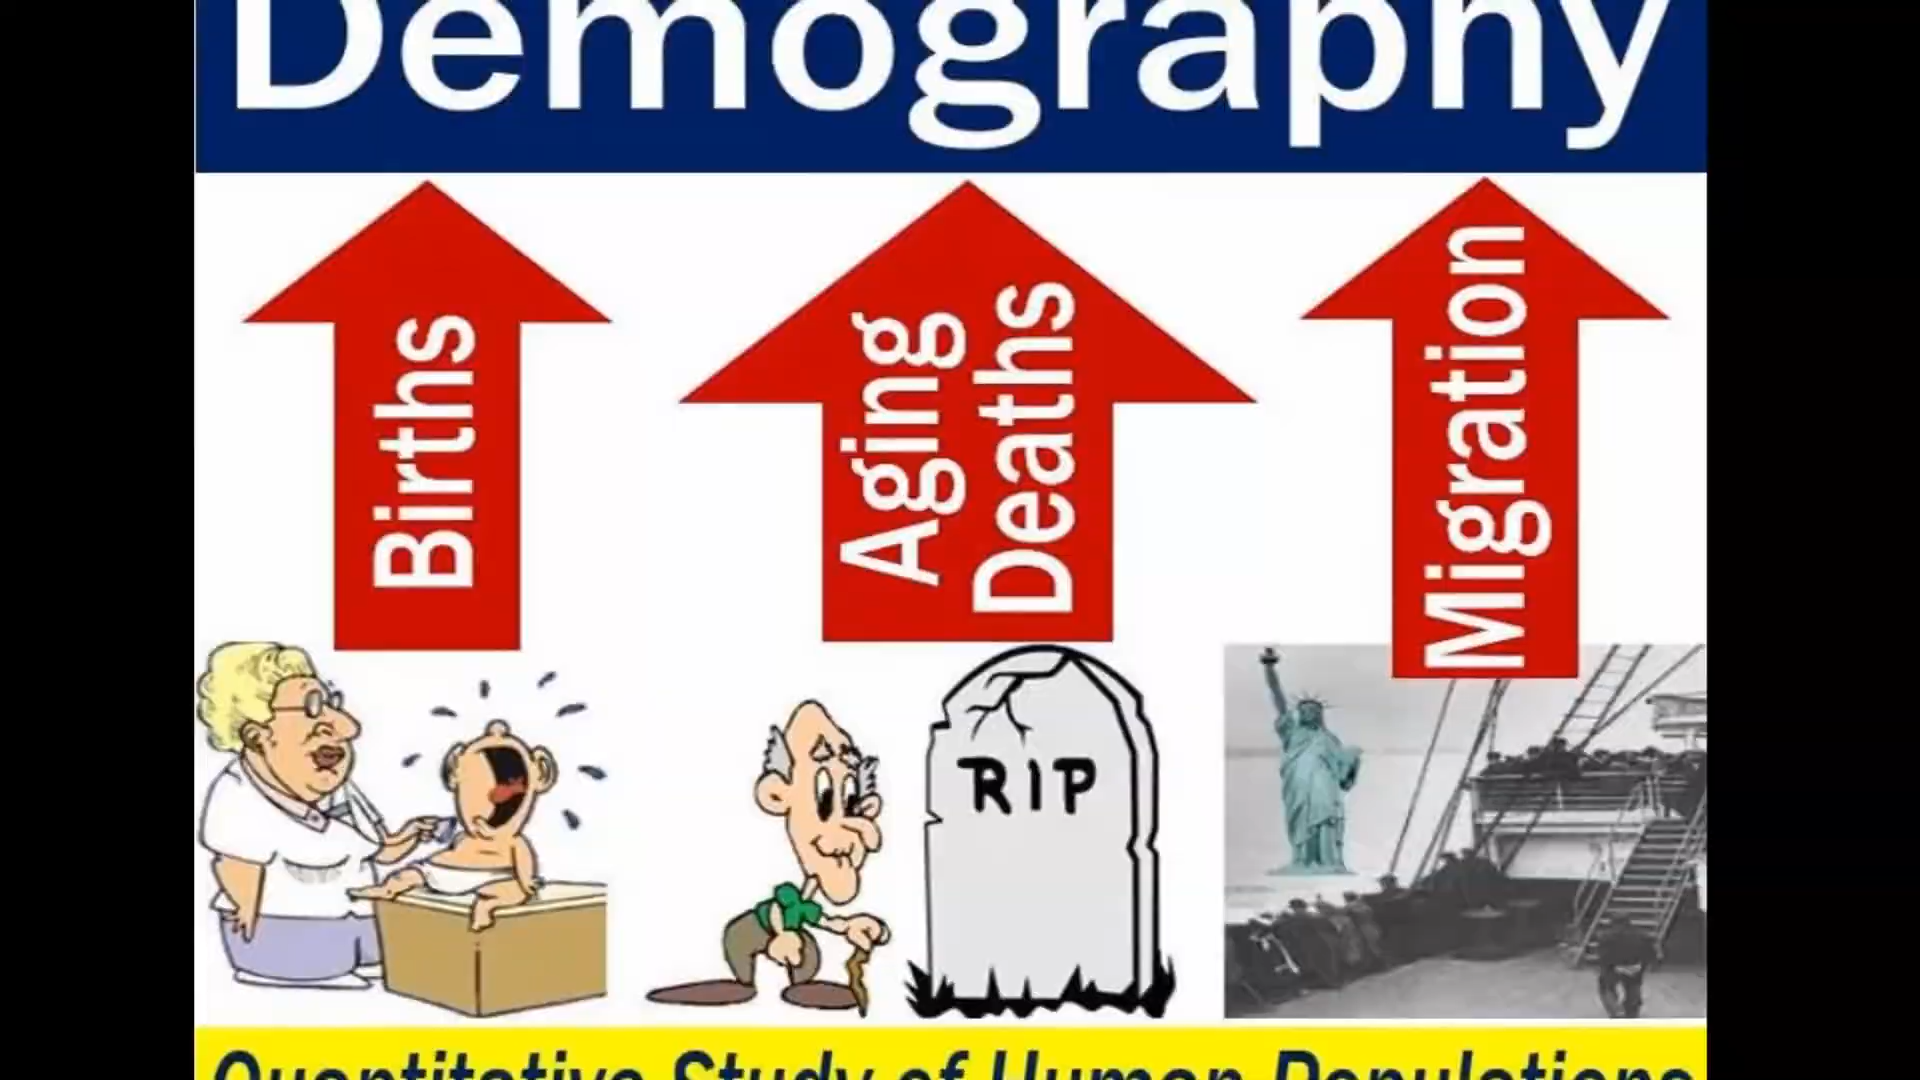 Demography
Births
Aging
Deaths
Migration
RIP
Quantitative Study of Human Populations